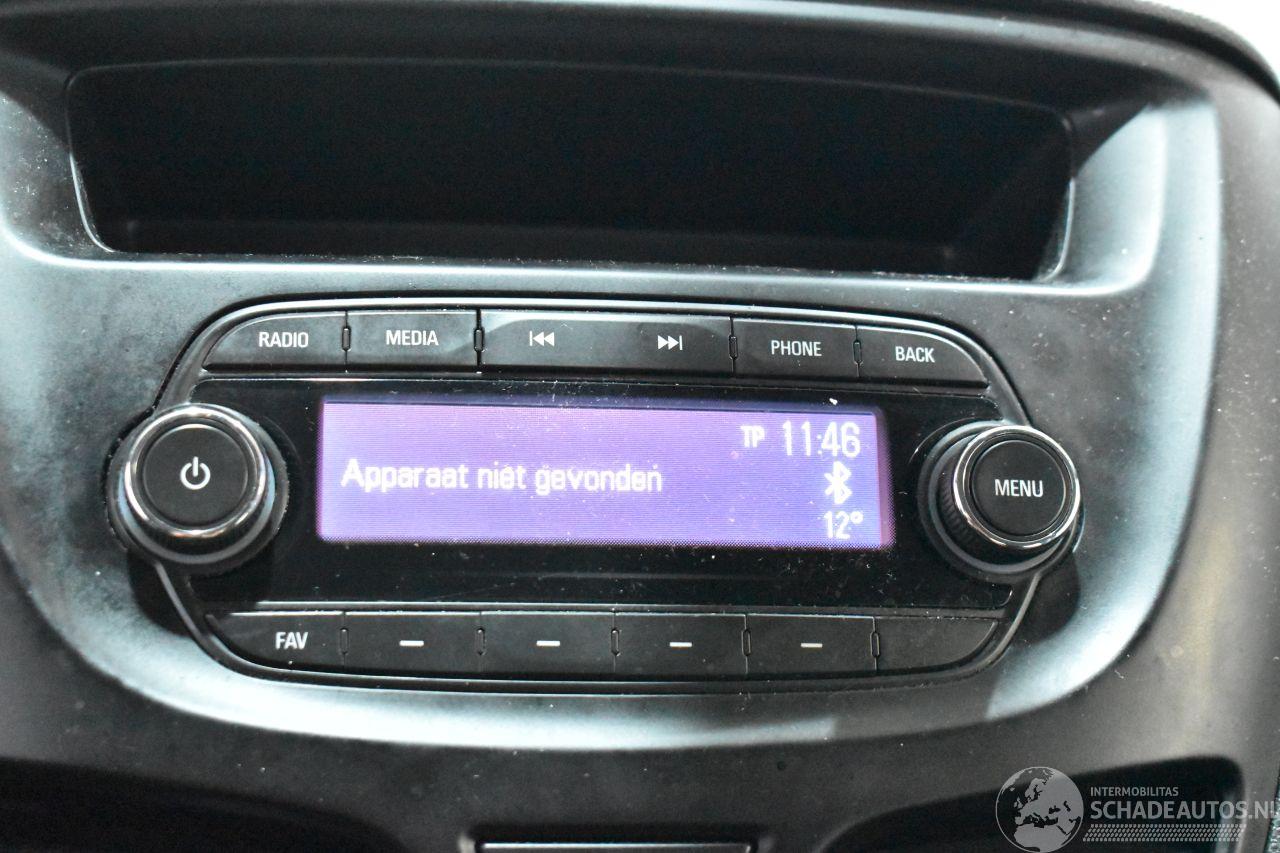 RADIO MEDIA PHONE BACK
TP 11:46
Apparaat niet gevonden
12°
MENU
FAV
INTERMOBILITAS
SCHADEAUTOS.NL